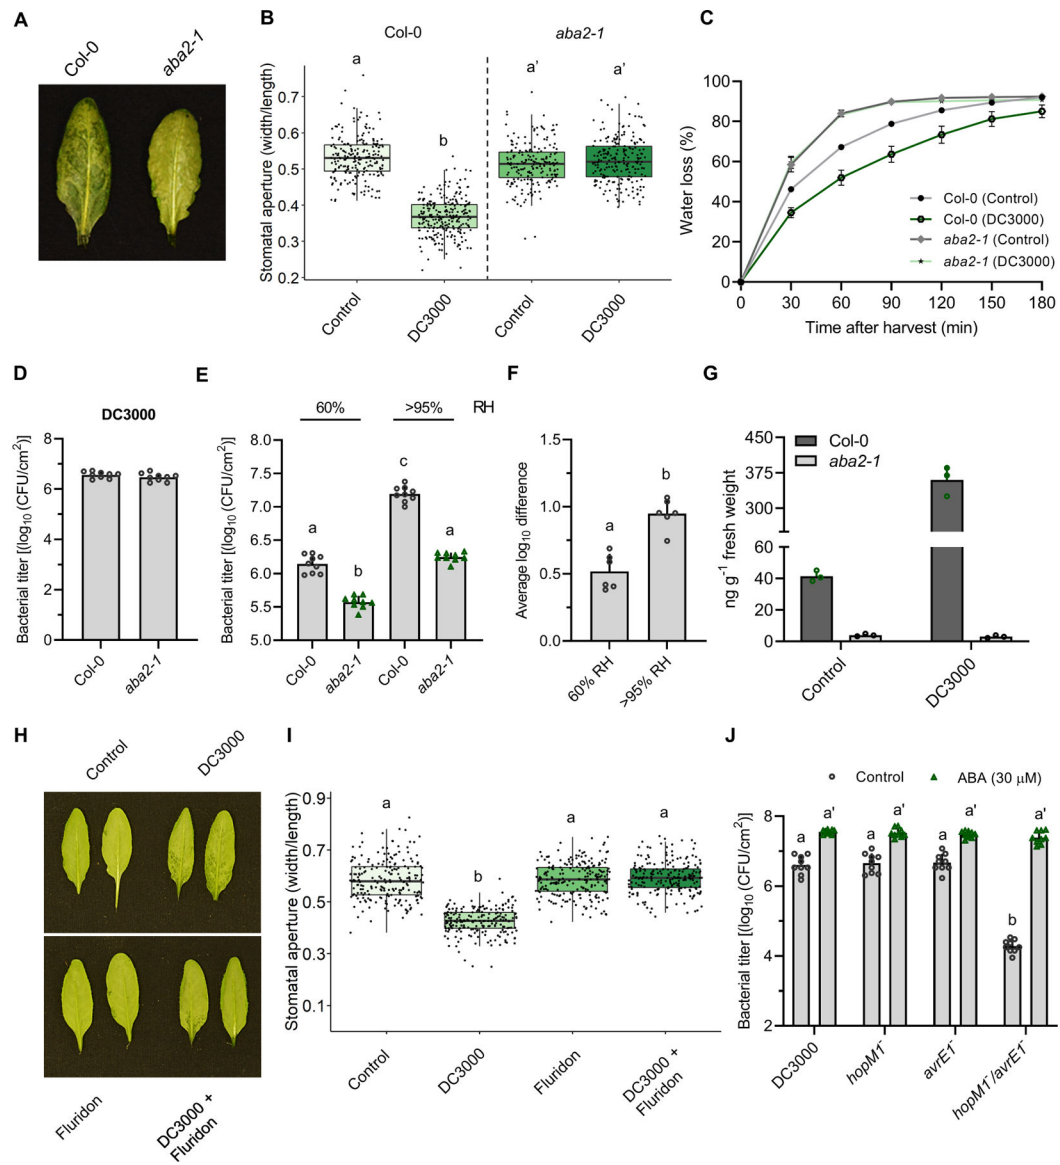 A
Col-0
aba2-1
B
Col-0
aba2-1
Stomatal aperture (width/length)
0.7
0.6
0.5
0.4
0.3
0.2
a
b
a’
a’
Control
DC3000
Control
DC3000
C
Water loss (%)
100
80
60
40
20
0
Col-0 (Control)
Col-0 (DC3000)
aba2-1 (Control)
aba2-1 (DC3000)
0 30 60 90 120 150 180
Time after harvest (min)
D
DC3000
Bacterial titer [(log10 (CFU/cm²)]
8
6
4
2
0
Col-0
aba2-1
E
60%
>95%
RH
Bacterial titer [(log10 (CFU/cm²)]
8.0
7.5
7.0
6.5
6.0
5.5
5.0
a
b
c
a
Col-0
aba2-1
Col-0
aba2-1
F
Average log10 difference
1.5
1.0
0.5
0.0
a
b
60% RH
>95% RH
G
Col-0
aba2-1
ng g⁻¹ fresh weight
450
375
300
60
40
20
0
Control
DC3000
H
Control
DC3000
Fluridon
DC3000 +
Fluridon
I
Stomatal aperture (width/length)
0.9
0.7
0.5
0.3
0.1
a
b
a
a
Control
DC3000
Fluridon
DC3000 +
Fluridon
J
Control
ABA (30 μM)
Bacterial titer [(log10 (CFU/cm²)]
8
6
4
2
a
a'
a
a'
a
a'
b
a'
DC3000
hopM1⁻
avrE1⁻
hopM1⁻/avrE1⁻